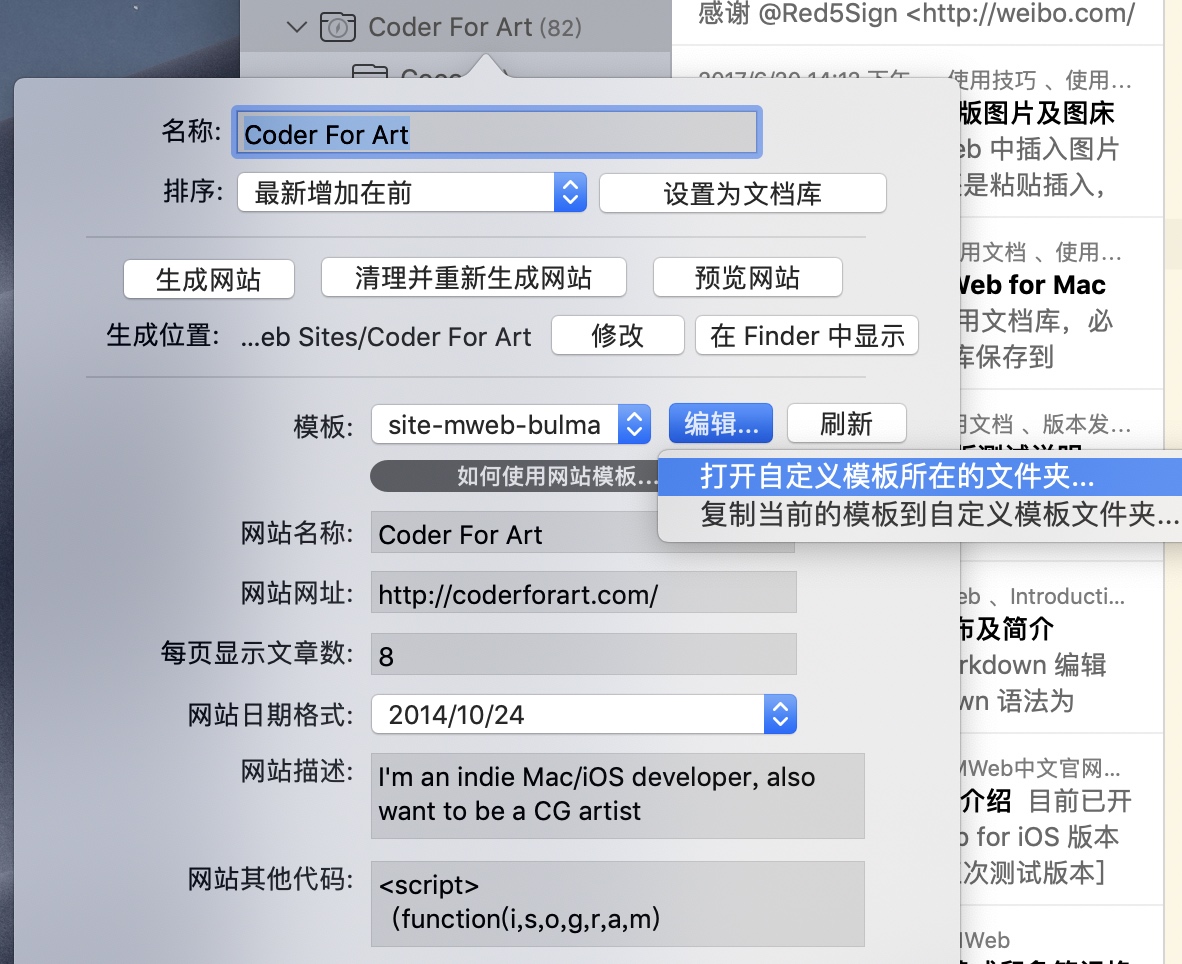 Coder For Art (82)
感谢 @Red5Sign <http://weibo.com/
使用技巧 、使用...
版图片及图床
eb 中插入图片
是粘贴插入，
用文档 、使用...
Web for Mac
用文档库，必
库保存到
用文档 、版本发...
eb 、Introducti...
布及简介
rkdown 编辑
wn 语法为
MWeb中文官网...
介绍 目前已开
b for iOS 版本
次测试版本]
MWeb
名称:
Coder For Art
排序:
最新增加在前
设置为文档库
生成网站
清理并重新生成网站
预览网站
生成位置:
...eb Sites/Coder For Art
修改
在 Finder 中显示
模板:
site-mweb-bulma
编辑...
刷新
如何使用网站模板...
打开自定义模板所在的文件夹...
复制当前的模板到自定义模板文件夹...
网站名称:
Coder For Art
网站网址:
http://coderforart.com/
每页显示文章数:
8
网站日期格式:
2014/10/24
网站描述:
I'm an indie Mac/iOS developer, also
want to be a CG artist
网站其他代码:
<script>
(function(i,s,o,g,r,a,m)